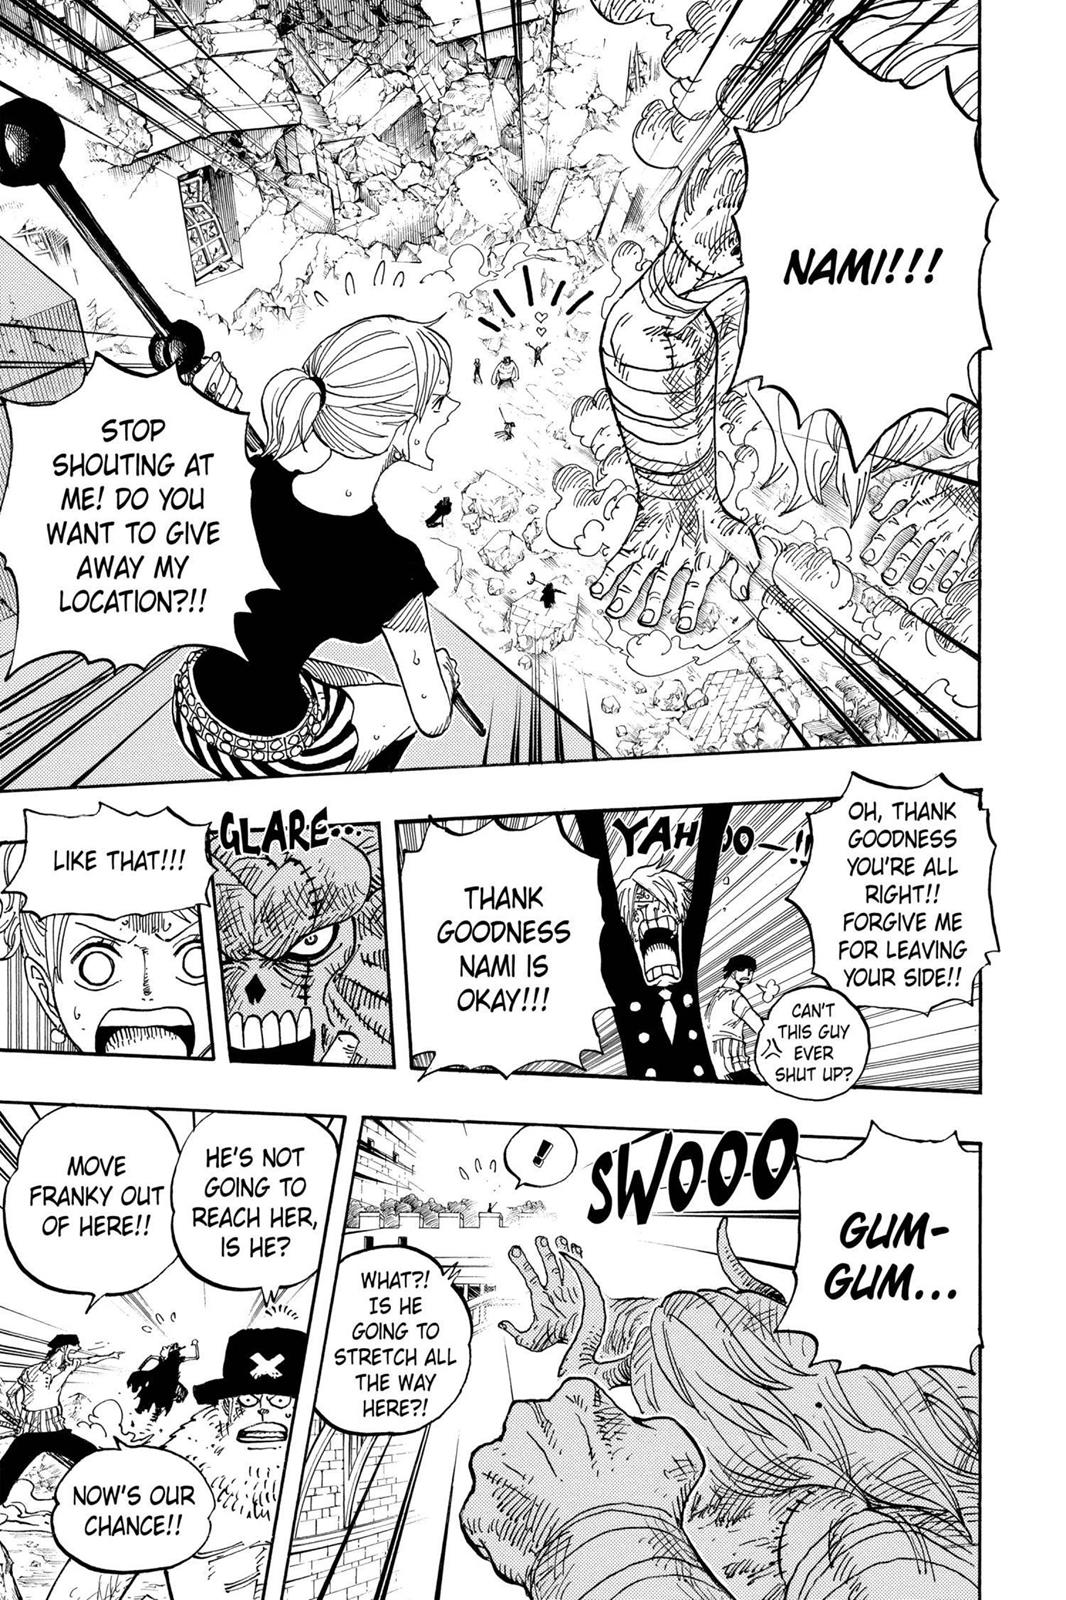 NAMI!!!
STOP
SHOUTING AT
ME! DO YOU
WANT TO GIVE
AWAY MY
LOCATION?!!
OH, THANK
GOODNESS
YOU'RE ALL
RIGHT!!
FORGIVE ME
FOR LEAVING
YOUR SIDE!!
YAHOO—!!
CAN'T
THIS GUY
EVER
SHUT UP?
THANK
GOODNESS
NAMI IS
OKAY!!!
GLARE...
LIKE THAT!!!
GUM-
GUM...
SWOOO
!
WHAT?!
IS HE
GOING TO
STRETCH ALL
THE WAY
HERE?!
HE'S NOT
GOING TO
REACH HER,
IS HE?
MOVE
FRANKY OUT
OF HERE!!
NOW'S OUR
CHANCE!!